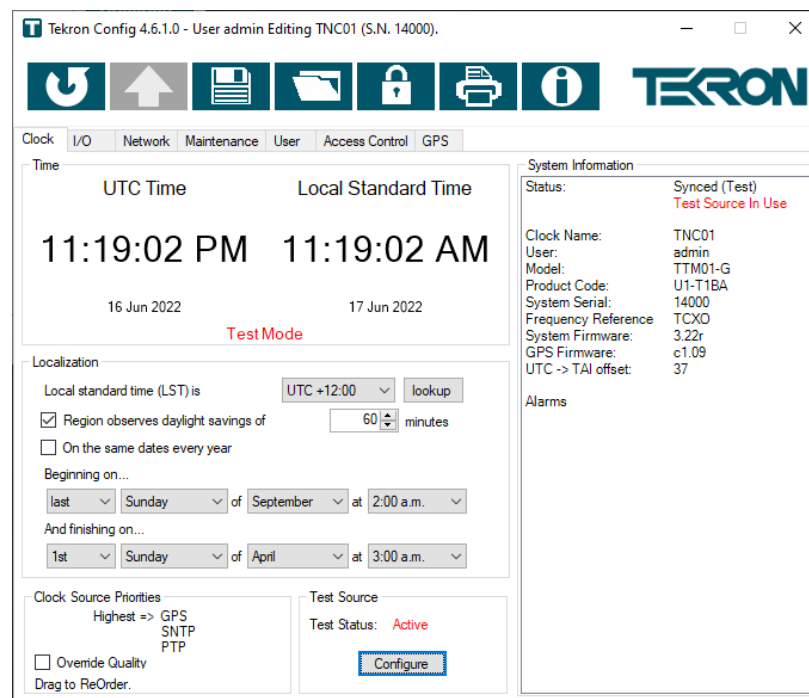 Tekron Config 4.6.1.0 - User admin Editing TNC01 (S.N. 14000).
TEKRON
Clock I/O Network Maintenance User Access Control GPS
Time
UTC Time Local Standard Time
11:19:02 PM 11:19:02 AM
16 Jun 2022 17 Jun 2022
Test Mode
Localization
Local standard time (LST) is UTC +12:00 lookup
Region observes daylight savings of 60 minutes
On the same dates every year
Beginning on...
last Sunday of September at 2:00 a.m.
And finishing on...
1st Sunday of April at 3:00 a.m.
Clock Source Priorities
Highest => GPS
SNTP
PTP
Override Quality
Drag to ReOrder.
Test Source
Test Status: Active
Configure
System Information
Status: Synced (Test)
Test Source In Use
Clock Name: TNC01
User: admin
Model: TTM01-G
Product Code: U1-T1BA
System Serial: 14000
Frequency Reference TCXO
System Firmware: 3.22r
GPS Firmware: c1.09
UTC -> TAI offset: 37
Alarms